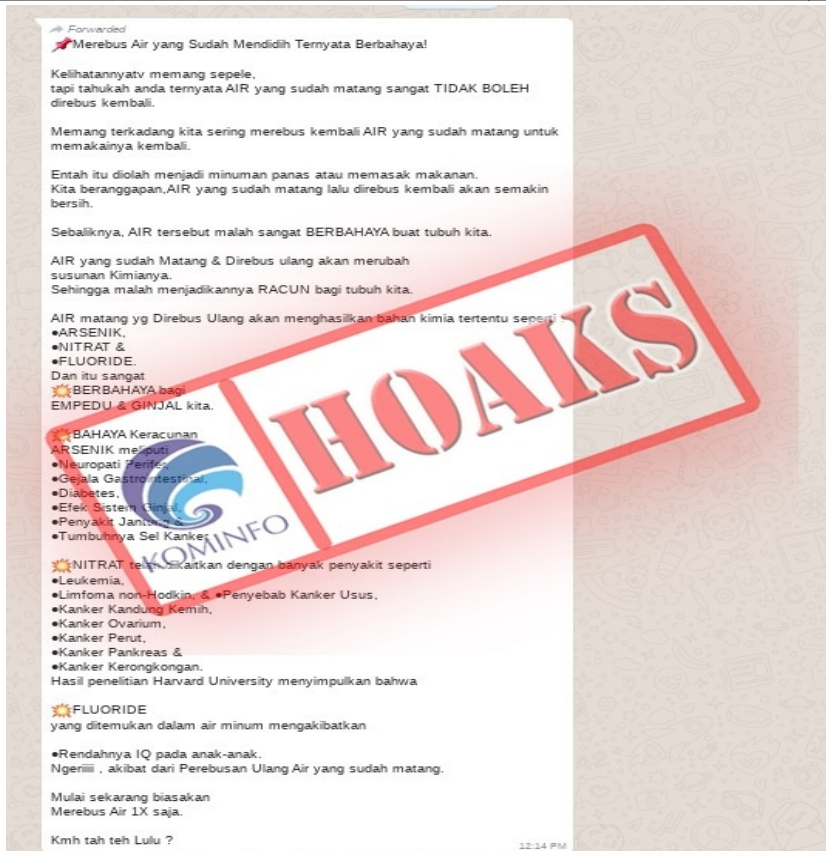 Forwarded
Merebus Air yang Sudah Mendidih Ternyata Berbahaya!
Kelihatannyatv memang sepele,
tapi tahukah anda ternyata AIR yang sudah matang sangat TIDAK BOLEH
direbus kembali.
Memang terkadang kita sering merebus kembali AIR yang sudah matang untuk
memakainya kembali.
Entah itu diolah menjadi minuman panas atau memasak makanan.
Kita beranggapan,AIR yang sudah matang lalu direbus kembali akan semakin
bersih.
Sebaliknya, AIR tersebut malah sangat BERBAHAYA buat tubuh kita.
AIR yang sudah Matang & Direbus ulang akan merubah
susunan Kimianya.
Sehingga malah menjadikannya RACUN bagi tubuh kita.
AIR matang yg Direbus Ulang akan menghasilkan bahan kimia tertentu seperti :
●ARSENIK,
●NITRAT &
●FLUORIDE.
Dan itu sangat
BERBAHAYA bagi
EMPEDU & GINJAL kita.
BAHAYA Keracunan
ARSENIK meliputi
●Neuropati Perifer,
●Gejala Gastrointestinal,
●Diabetes,
●Efek Sistem Ginjal,
●Penyakit Jantung &
●Tumbuhnya Sel Kanker
KOMINFO
HOAKS
NITRAT telah dikaitkan dengan banyak penyakit seperti
●Leukemia,
●Limfoma non-Hodkin, & ●Penyebab Kanker Usus,
●Kanker Kandung Kemih,
●Kanker Ovarium,
●Kanker Perut,
●Kanker Pankreas &
●Kanker Kerongkongan.
Hasil penelitian Harvard University menyimpulkan bahwa
FLUORIDE
yang ditemukan dalam air minum mengakibatkan
●Rendahnya IQ pada anak-anak.
Ngeriiii , akibat dari Perebusan Ulang Air yang sudah matang.
Mulai sekarang biasakan
Merebus Air 1X saja.
Kmh tah teh Lulu ?
12:14 PM